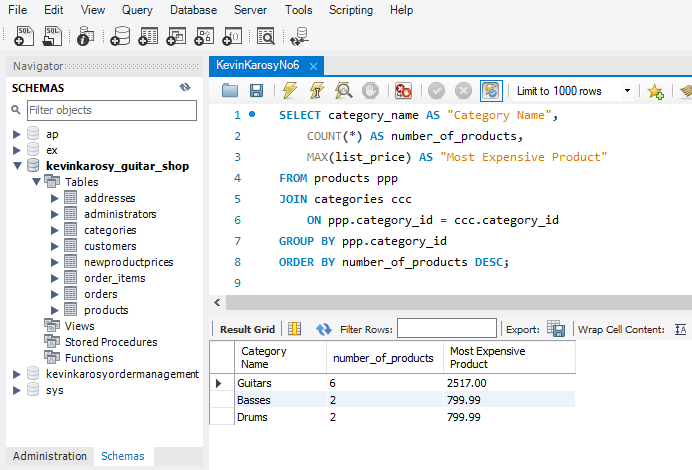 File Edit View Query Database Server Tools Scripting Help
Navigator
SCHEMAS
Filter objects
ap
ex
kevinkarosy_guitar_shop
Tables
addresses
administrators
categories
customers
newproductprices
order_items
orders
products
Views
Stored Procedures
Functions
kevinkarosyordermanagement
sys
Administration Schemas
KevinKarosyNo6
Limit to 1000 rows
1 SELECT category_name AS "Category Name",
2 COUNT(*) AS number_of_products,
3 MAX(list_price) AS "Most Expensive Product"
4 FROM products ppp
5 JOIN categories ccc
6 ON ppp.category_id = ccc.category_id
7 GROUP BY ppp.category_id
8 ORDER BY number_of_products DESC;
9
Result Grid Filter Rows: Export: Wrap Cell Content:
Category Name number_of_products Most Expensive Product
Guitars 6 2517.00
Basses 2 799.99
Drums 2 799.99